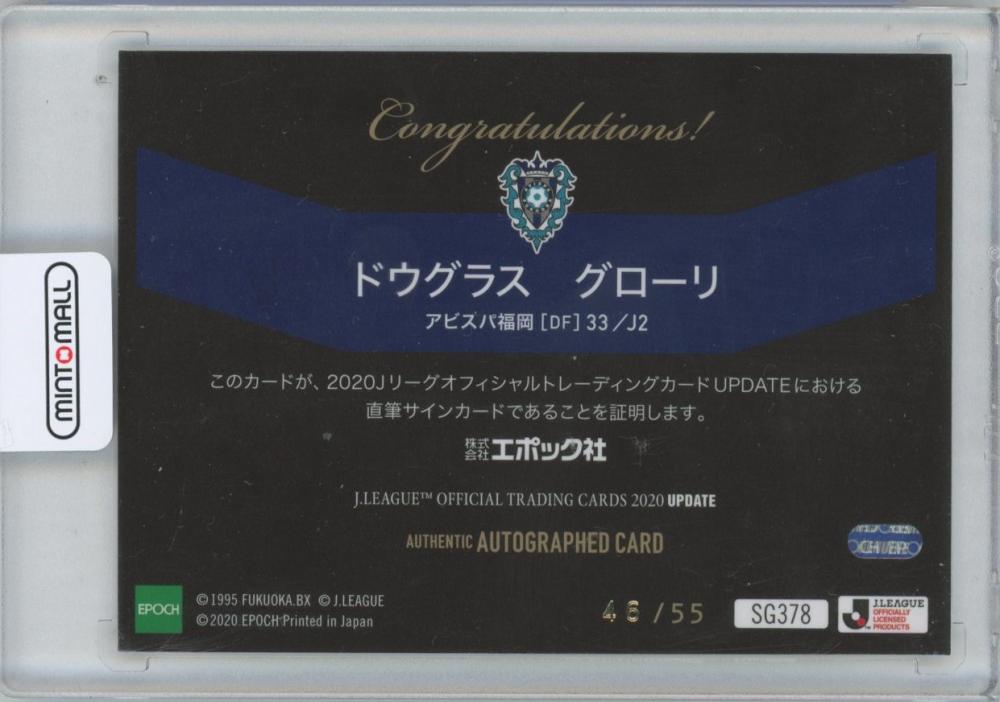 Congratulations!
ドウグラス　グローリ
アビスパ福岡 [DF] 33/J2
このカードが、2020JリーグオフィシャルトレーディングカードUPDATEにおける
直筆サインカードであることを証明します。
株式会社エポック社
J.LEAGUE™ OFFICIAL TRADING CARDS 2020 UPDATE
AUTHENTIC AUTOGRAPHED CARD
EPOCH
©1995 FUKUOKA.BX ©J.LEAGUE
©2020 EPOCH Printed in Japan
46/55
SG378
J.LEAGUE
OFFICIALLY
LICENSED
PRODUCTS
MINTOMALL